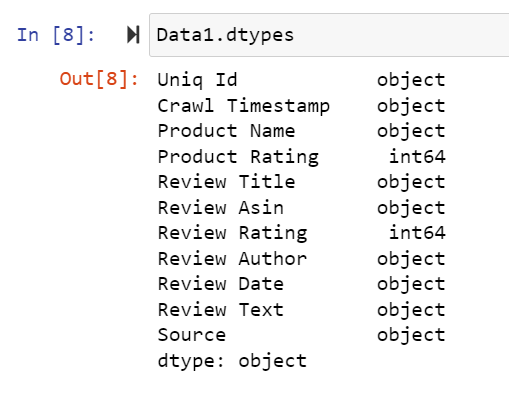 In [8]: Data1.dtypes
Out[8]: Uniq Id object
Crawl Timestamp object
Product Name object
Product Rating int64
Review Title object
Review Asin object
Review Rating int64
Review Author object
Review Date object
Review Text object
Source object
dtype: object